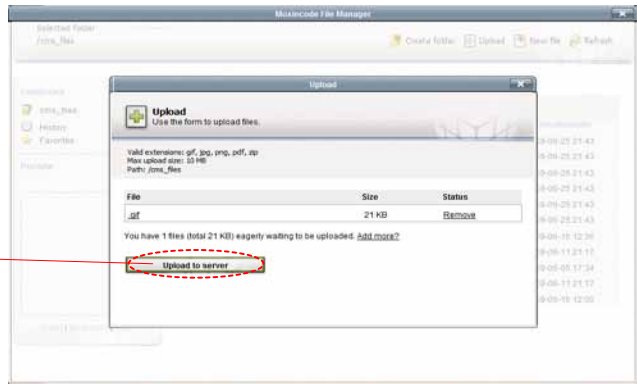 Moxiecode File Manager
Selected folder
/cms_files
Create folder Upload New file Refresh
Upload
Upload
Use the form to upload files.
cms_files
History
Favorites
Valid extensions: gif, jpg, png, pdf, zip
Max upload size: 10 MB
Path: /cms_files
File Size Status
.gif 21 KB Remove
You have 1 files (total 21 KB) eagerly waiting to be uploaded. Add more?
Upload to server